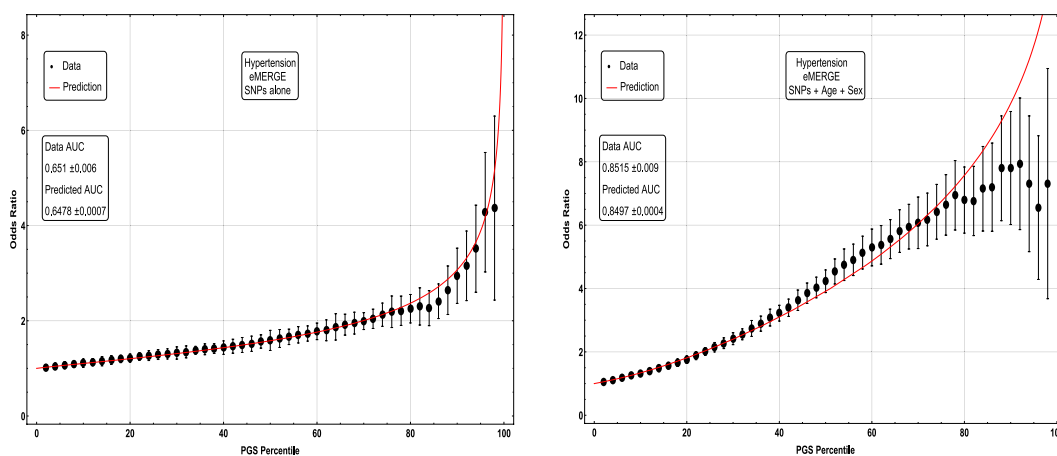 8
6
4
2
0
Odds Ratio
Data
Prediction
Hypertension
eMERGE
SNPs alone
Data AUC
0.651 ±0.006
Predicted AUC
0.6478 ±0.0007
0
20
40
60
80
100
PGS Percentile
12
10
8
6
4
2
0
Odds Ratio
Data
Prediction
Hypertension
eMERGE
SNPs + Age + Sex
Data AUC
0.8515 ±0.009
Predicted AUC
0.8497 ±0.0004
0
20
40
60
80
PGS Percentile